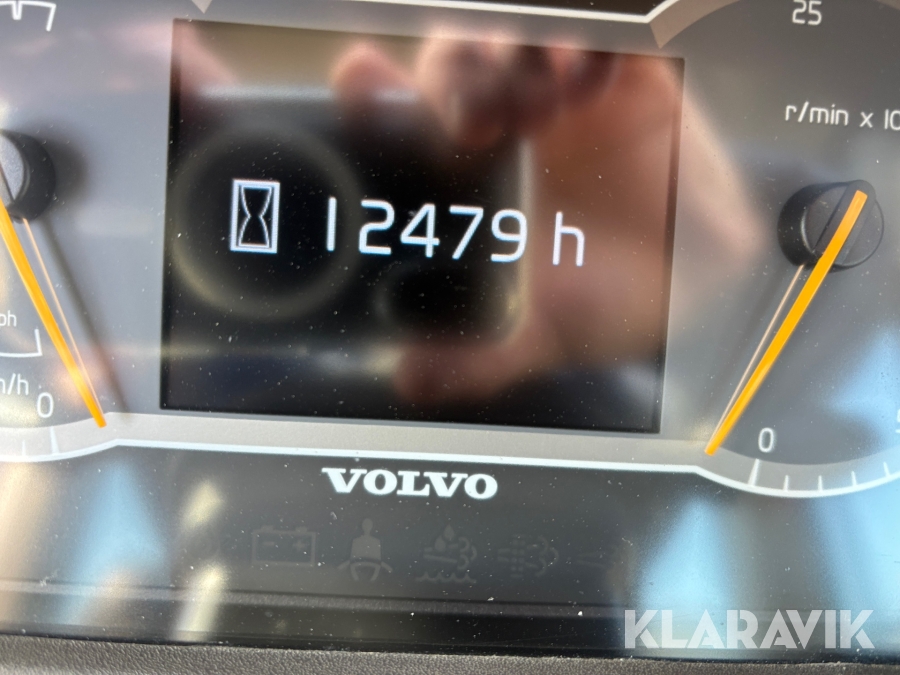 25
r/min x 10
12479 h
0
0
VOLVO
KLARAVIK